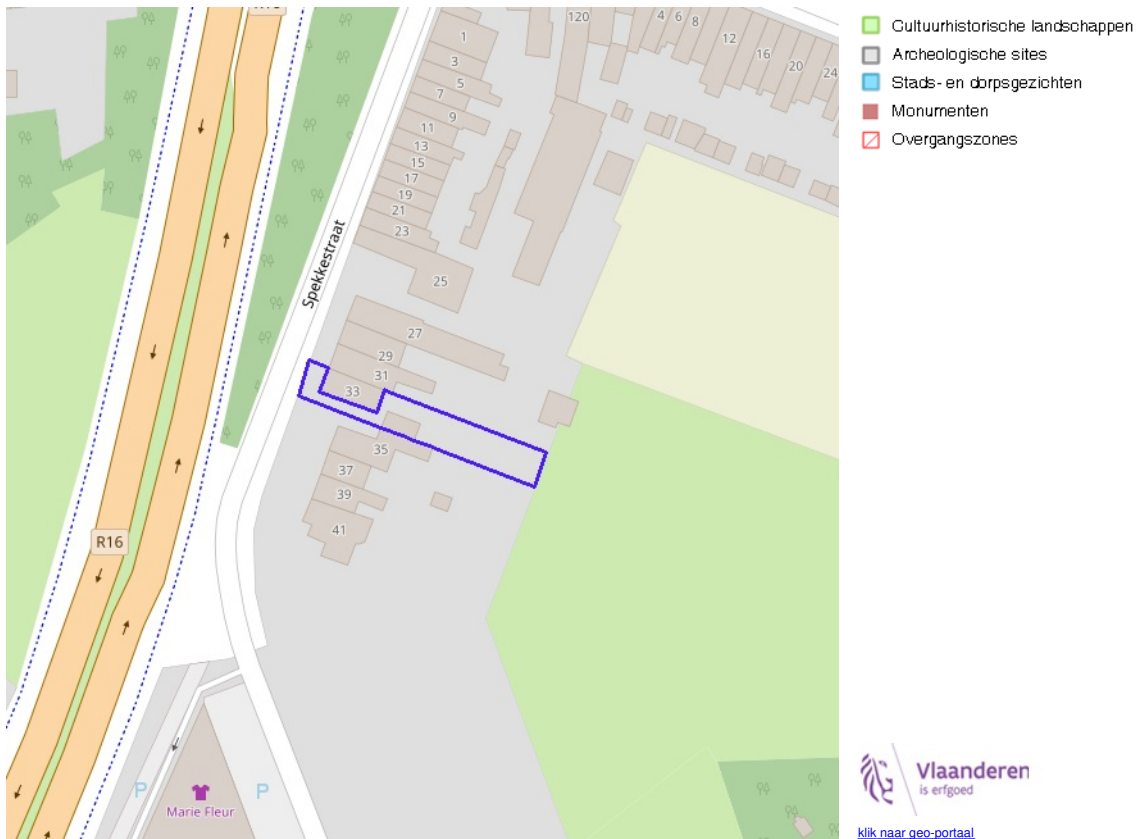 R16
120
4
6
8
12
16
20
24
1
3
5
7
9
11
13
15
17
19
21
23
25
Spekkestraat
27
29
31
33
35
37
39
41
R16
P
P
Marie Fleur
Cultuurhistorische landschappen
Archeologische sites
Stads- en dorpsgezichten
Monumenten
Overgangszones
Vlaanderen
is erfgoed
klik naar geo-portaal